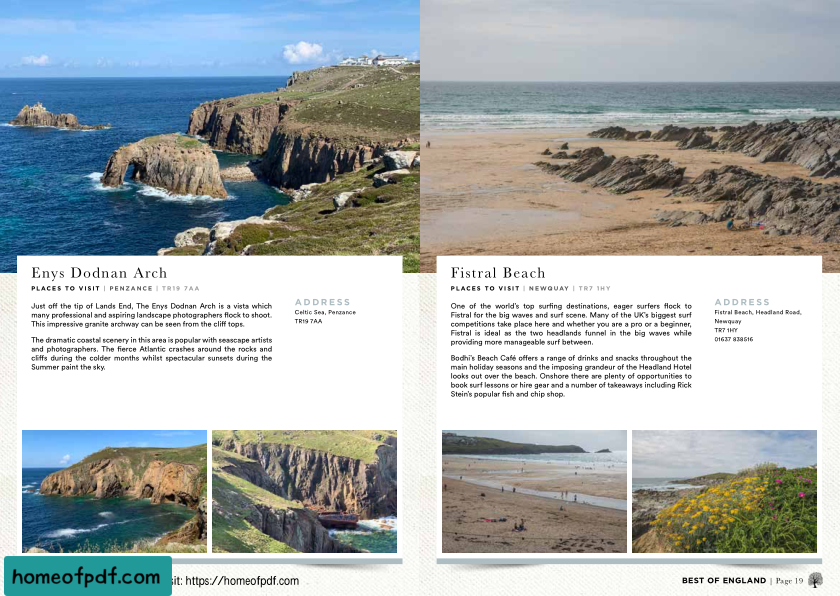 Enys Dodnan Arch
PLACES TO VISIT | PENZANCE | TR19 7AA
Just off the tip of Lands End, The Enys Dodnan Arch is a vista which
many professional and aspiring landscape photographers flock to shoot.
This impressive granite archway can be seen from the cliff tops.
The dramatic coastal scenery in this area is popular with seascape artists
and photographers. The fierce Atlantic crashes around the rocks and
cliffs during the colder months whilst spectacular sunsets during the
Summer paint the sky.
ADDRESS
Celtic Sea, Penzance
TR19 7AA
Fistral Beach
PLACES TO VISIT | NEWQUAY | TR7 1HY
One of the world's top surfing destinations, eager surfers flock to
Fistral for the big waves and surf scene. Many of the UK's biggest surf
competitions take place here and whether you are a pro or a beginner,
Fistral is ideal as the two headlands funnel in the big waves while
providing more manageable surf between.
Bodhi's Beach Café offers a range of drinks and snacks throughout the
main holiday seasons and the imposing grandeur of the Headland Hotel
looks out over the beach. Onshore there are plenty of opportunities to
book surf lessons or hire gear and a number of takeaways including Rick
Stein's popular fish and chip shop.
ADDRESS
Fistral Beach, Headland Road,
Newquay
TR7 1HY
01637 838516
homeofpdf.com
sit: https://homeofpdf.com
BEST OF ENGLAND | Page 19